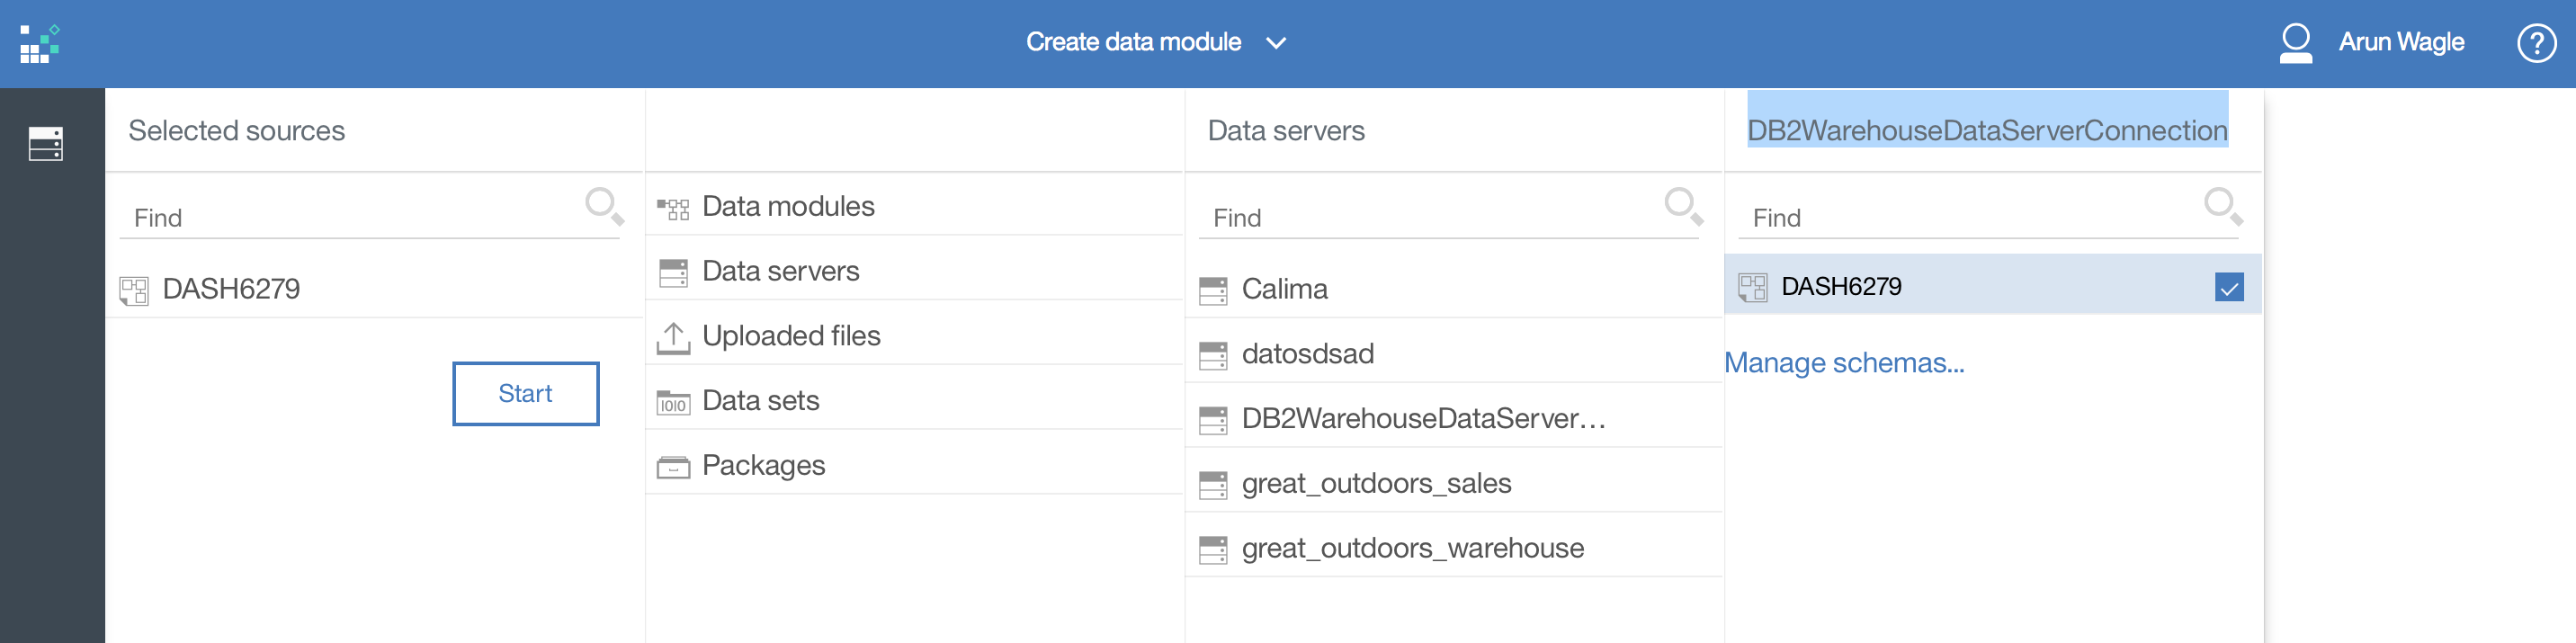 Create data module
Arun Wagle
?
Selected sources
Find
DASH6279
Start
Data modules
Data servers
Uploaded files
Data sets
Packages
Data servers
Find
Calima
datosdsad
DB2WarehouseDataServer...
great_outdoors_sales
great_outdoors_warehouse
DB2WarehouseDataServerConnection
Find
DASH6279
Manage schemas...